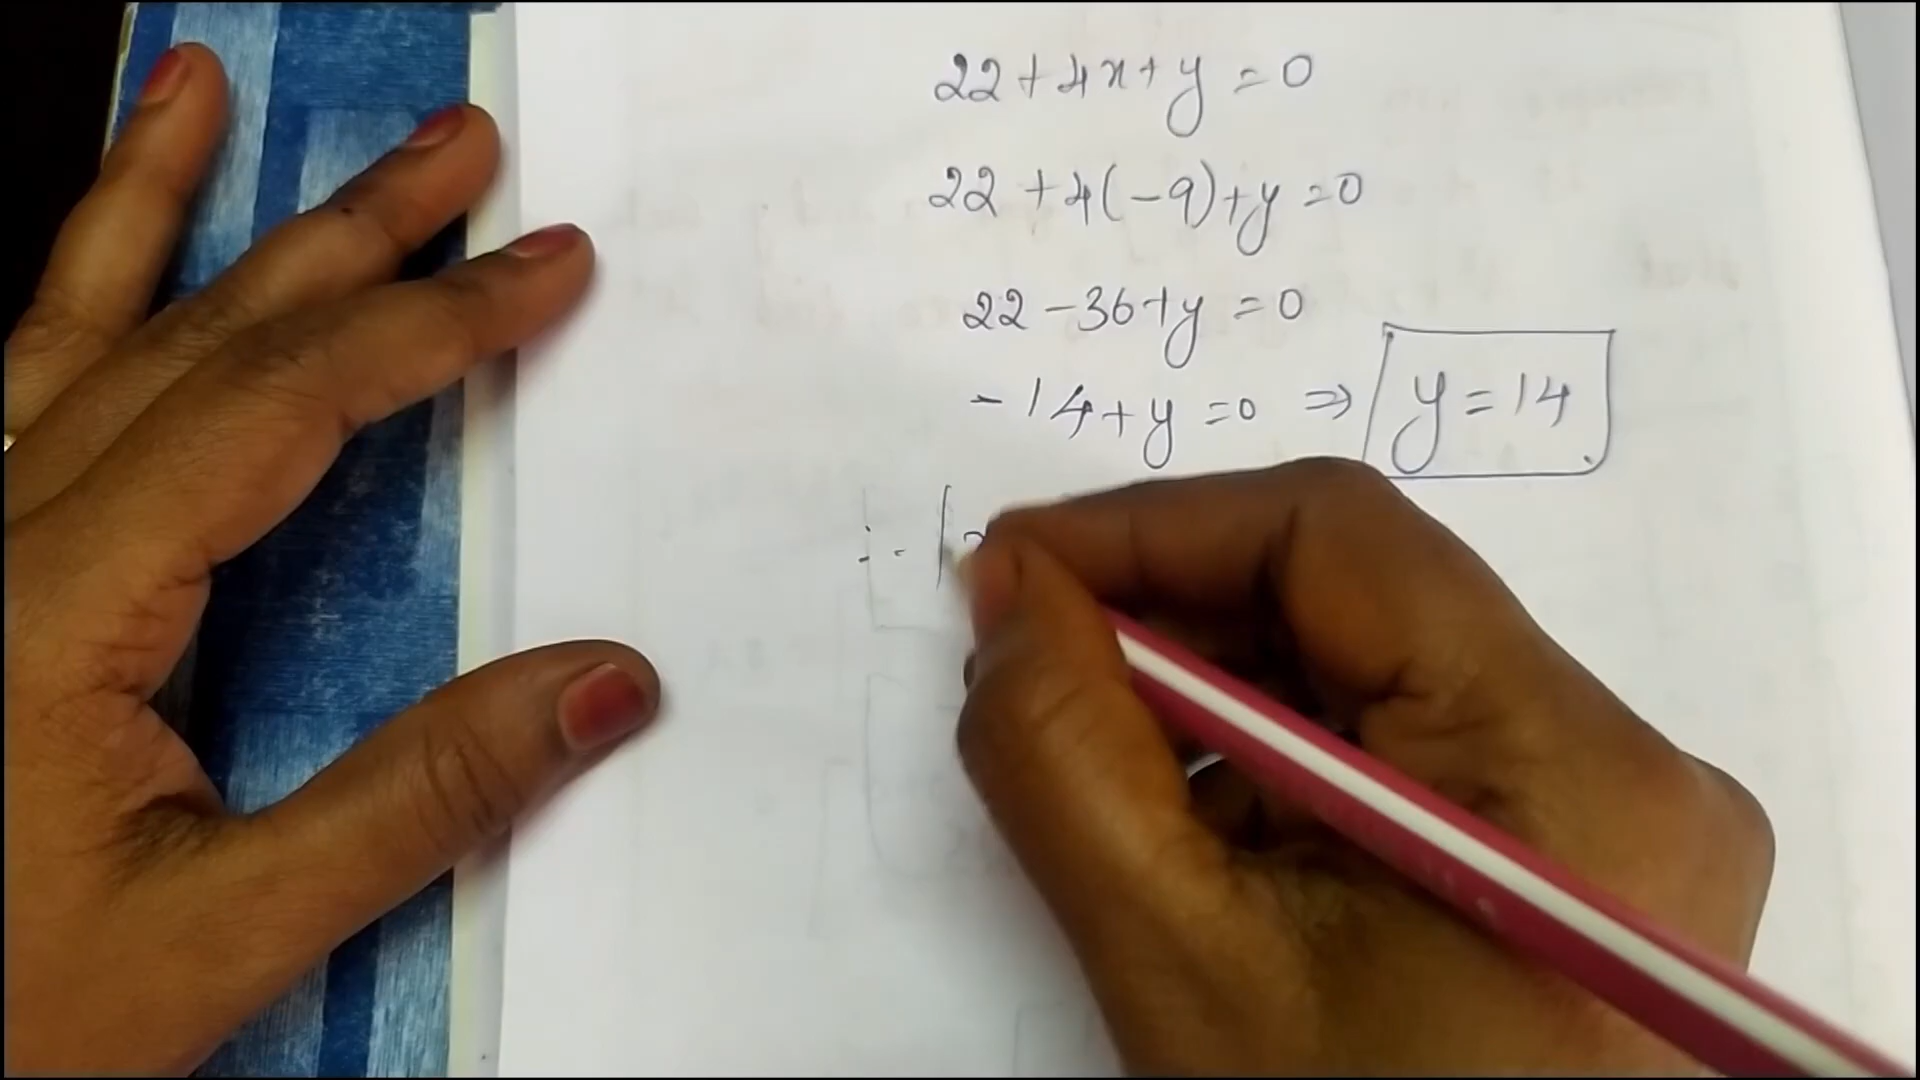 22 + 4x + y = 0
22 + 4(-9) + y = 0
22 - 36 + y = 0
- 14 + y = 0 ⇒ y = 14
∴